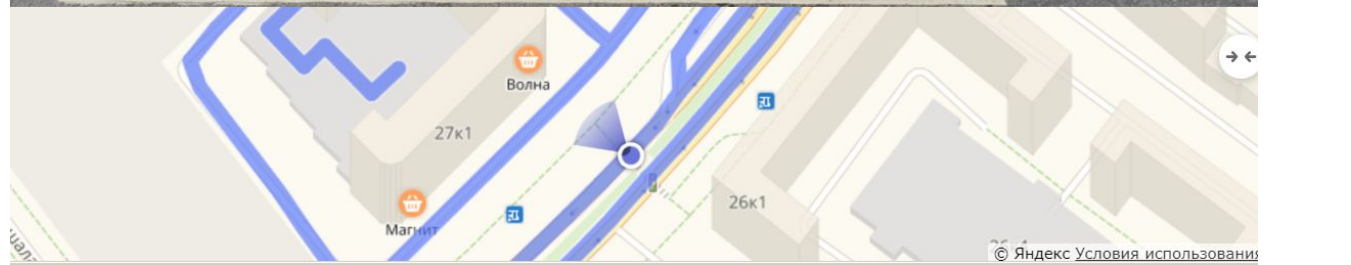 Волна
27к1
26к1
Магнит
© Яндекс Условия использования